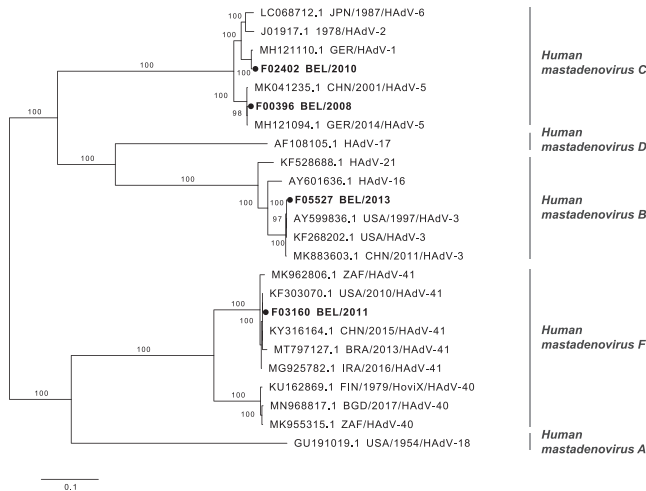 LC068712.1 JPN/1987/HAdV-6
J01917.1 1978/HAdV-2
MH121110.1 GER/HAdV-1
F02402 BEL/2010
MK041235.1 CHN/2001/HAdV-5
F00396 BEL/2008
MH121094.1 GER/2014/HAdV-5
Human
mastadenovirus C
AF108105.1 HAdV-17
Human
mastadenovirus D
KF528688.1 HAdV-21
AY601636.1 HAdV-16
F05527 BEL/2013
AY599836.1 USA/1997/HAdV-3
KF268202.1 USA/HAdV-3
MK883603.1 CHN/2011/HAdV-3
Human
mastadenovirus B
MK962806.1 ZAF/HAdV-41
KF303070.1 USA/2010/HAdV-41
F03160 BEL/2011
KY316164.1 CHN/2015/HAdV-41
MT797127.1 BRA/2013/HAdV-41
MG925782.1 IRA/2016/HAdV-41
KU162869.1 FIN/1979/HoviX/HAdV-40
MN968817.1 BGD/2017/HAdV-40
MK955315.1 ZAF/HAdV-40
Human
mastadenovirus F
GU191019.1 USA/1954/HAdV-18
Human
mastadenovirus A
100
100
100
100
98
100
100
100
100
97
100
100
100
100
100
100
100
0.1